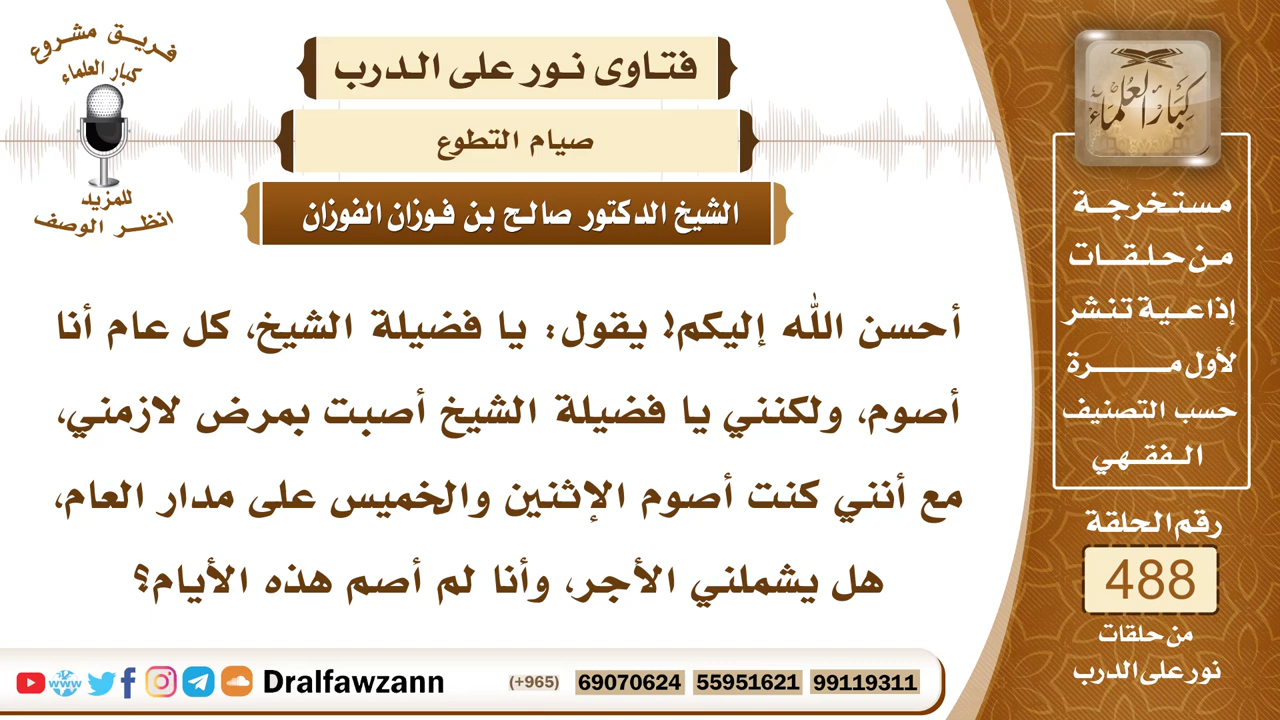 فريق مشروع
كبار العلماء
للمزيد
انظر الوصف
فتاوى نور على الدرب
صيام التطوع
الشيخ الدكتور صالح بن فوزان الفوزان
أحسن الله إليكم! يقول: يا فضيلة الشيخ، كل عام أنا
أصوم، ولكنني يا فضيلة الشيخ أصبت بمرض لازمني،
مع أنني كنت أصوم الإثنين والخميس على مدار العام،
هل يشملني الأجر، وأنا لم أصم هذه الأيام؟
كبار العلماء
مستخرجة
من حلقات
إذاعية تنشر
لأول مرة
حسب التصنيف
الفقهي
رقم الحلقة
488
من حلقات
نور على الدرب
www Dralfawzann (+965) 69070624 55951621 99119311